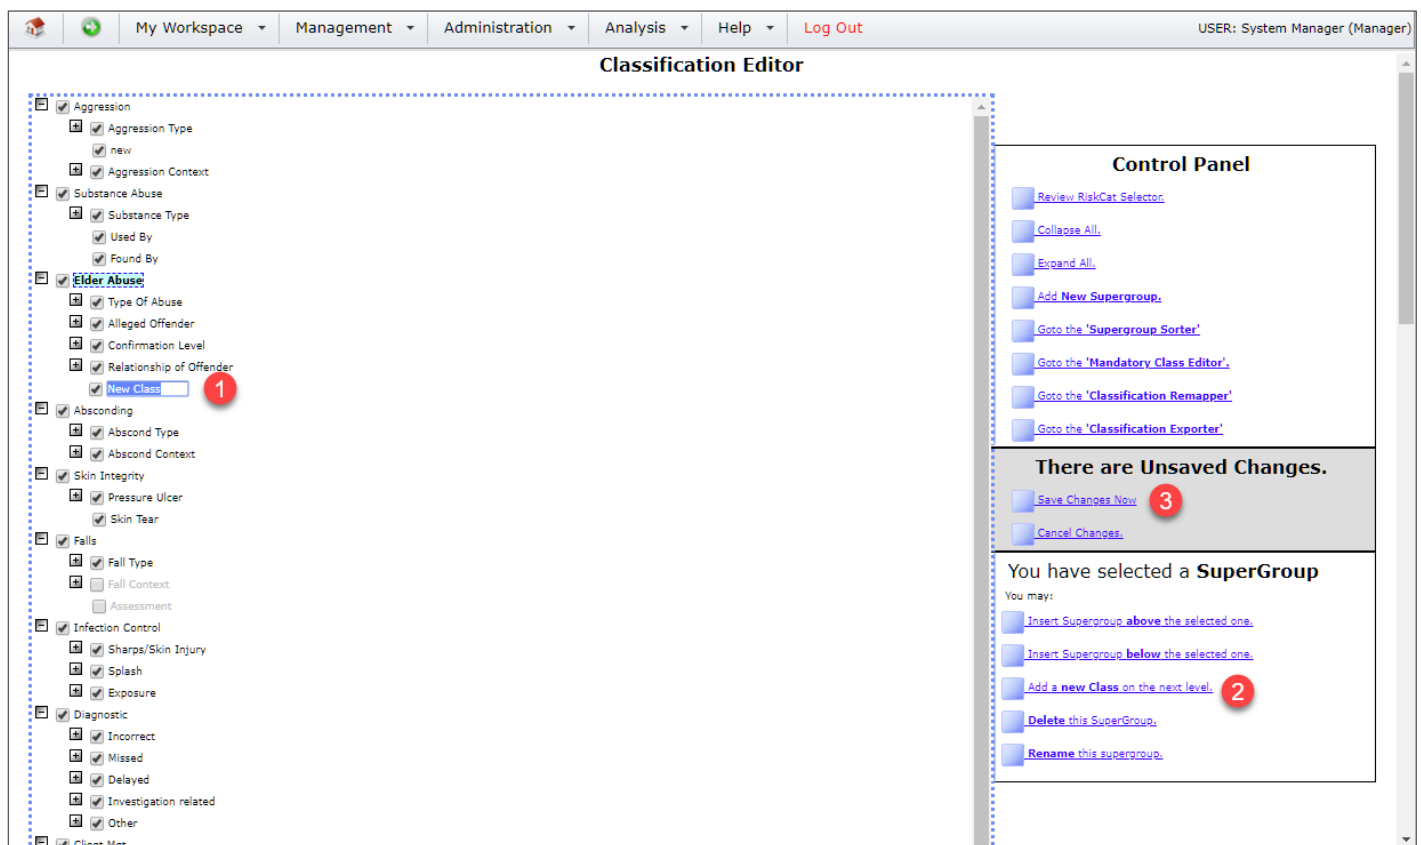 My Workspace Management Administration Analysis Help Log Out USER: System Manager (Manager)
Classification Editor
Aggression
Aggression Type
new
Aggression Context
Substance Abuse
Substance Type
Used By
Found By
Elder Abuse
Type Of Abuse
Alleged Offender
Confirmation Level
Relationship of Offender
New Class 1
Absconding
Abscond Type
Abscond Context
Skin Integrity
Pressure Ulcer
Skin Tear
Falls
Fall Type
Fall Context
Assessment
Infection Control
Sharps/Skin Injury
Splash
Exposure
Diagnostic
Incorrect
Missed
Delayed
Investigation related
Other
Client Mgt
Control Panel
Review RiskCat Selector.
Collapse All.
Expand All.
Add New Supergroup.
Goto the 'Supergroup Sorter'
Goto the 'Mandatory Class Editor'.
Goto the 'Classification Remapper'
Goto the 'Classification Exporter'
There are Unsaved Changes.
Save Changes Now 3
Cancel Changes.
You have selected a SuperGroup
You may:
Insert Supergroup above the selected one.
Insert Supergroup below the selected one.
Add a new Class on the next level. 2
Delete this SuperGroup.
Rename this supergroup.